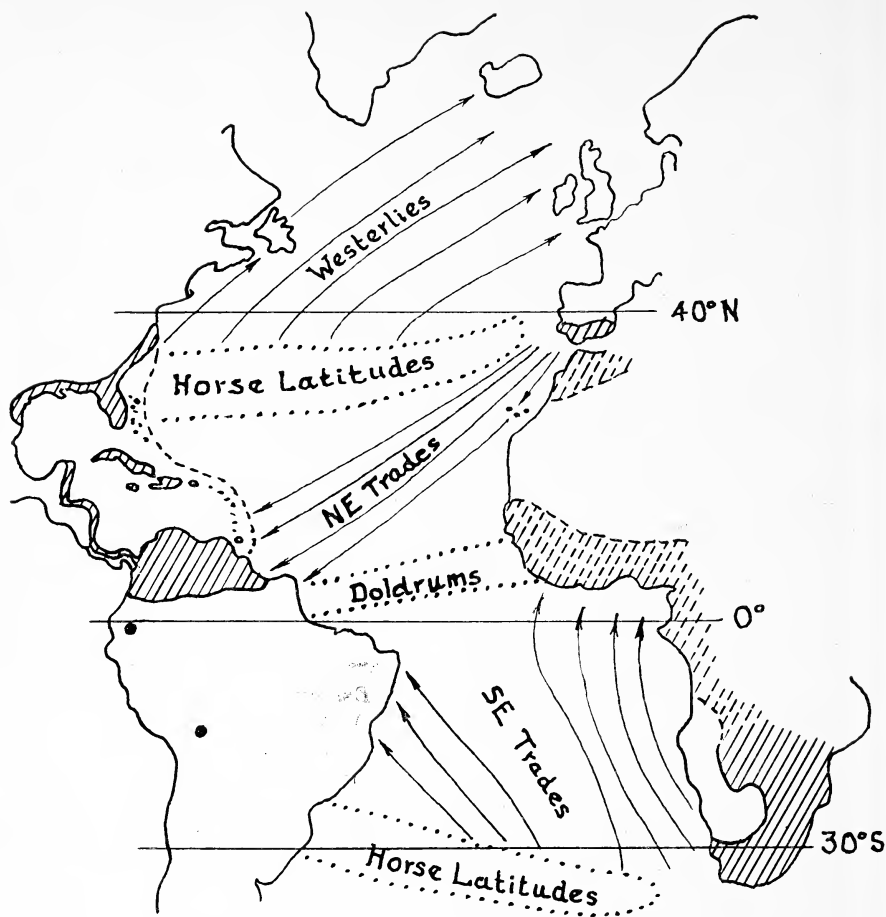 Westerlies
40°N
Horse Latitudes
NE Trades
Doldrums
0°
SE Trades
30°S
Horse Latitudes